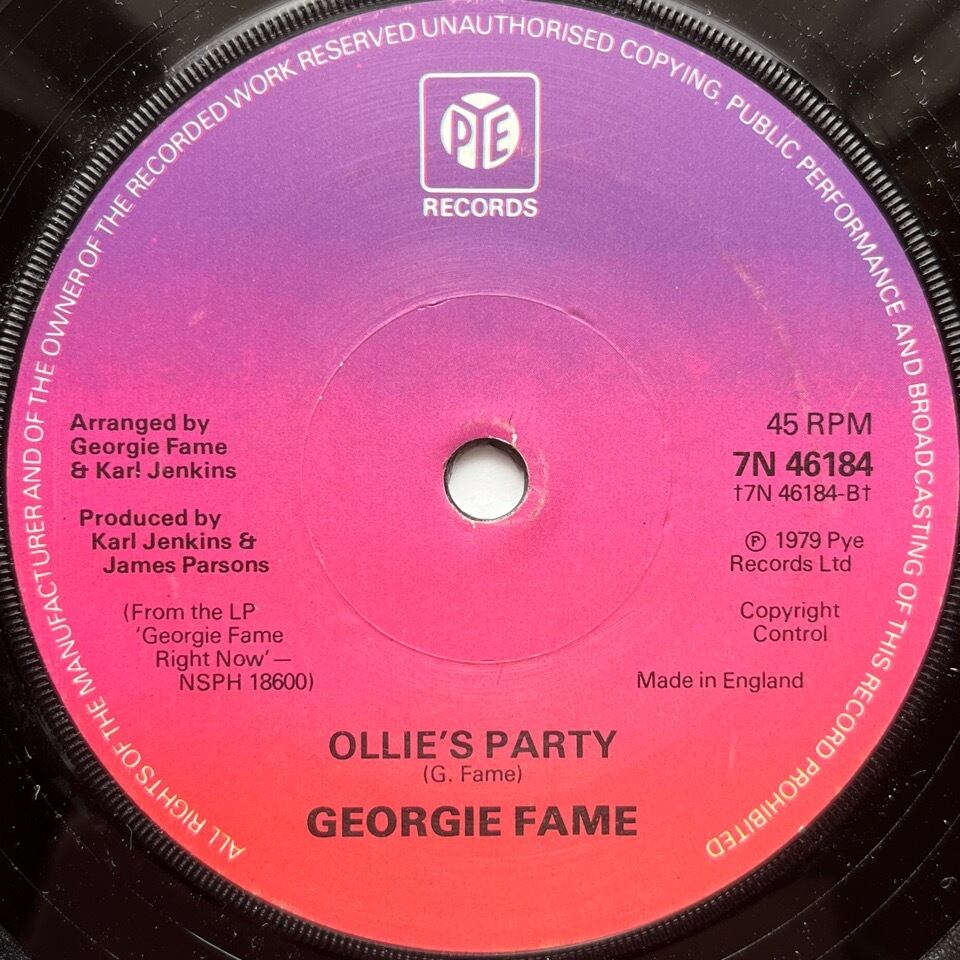 ALL RIGHTS OF THE MANUFACTURER AND OF THE OWNER OF THE RECORDED WORK RESERVED UNAUTHORISED COPYING, PUBLIC PERFORMANCE AND BROADCASTING OF THIS RECORD PROHIBITED
PYE
RECORDS
Arranged by
Georgie Fame
& Karl Jenkins
Produced by
Karl Jenkins &
James Parsons
(From the LP
'Georgie Fame
Right Now'—
NSPH 18600)
45 RPM
7N 46184
†7N 46184-B†
℗ 1979 Pye
Records Ltd
Copyright
Control
Made in England
OLLIE'S PARTY
(G. Fame)
GEORGIE FAME